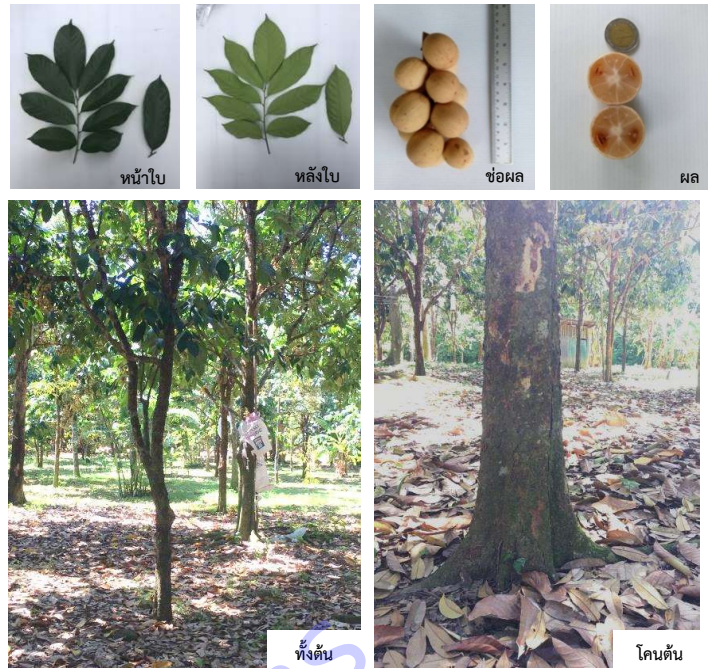 หน้าใบ
หลังใบ
ช่อผล
ผล
ทั้งต้น
โคนต้น